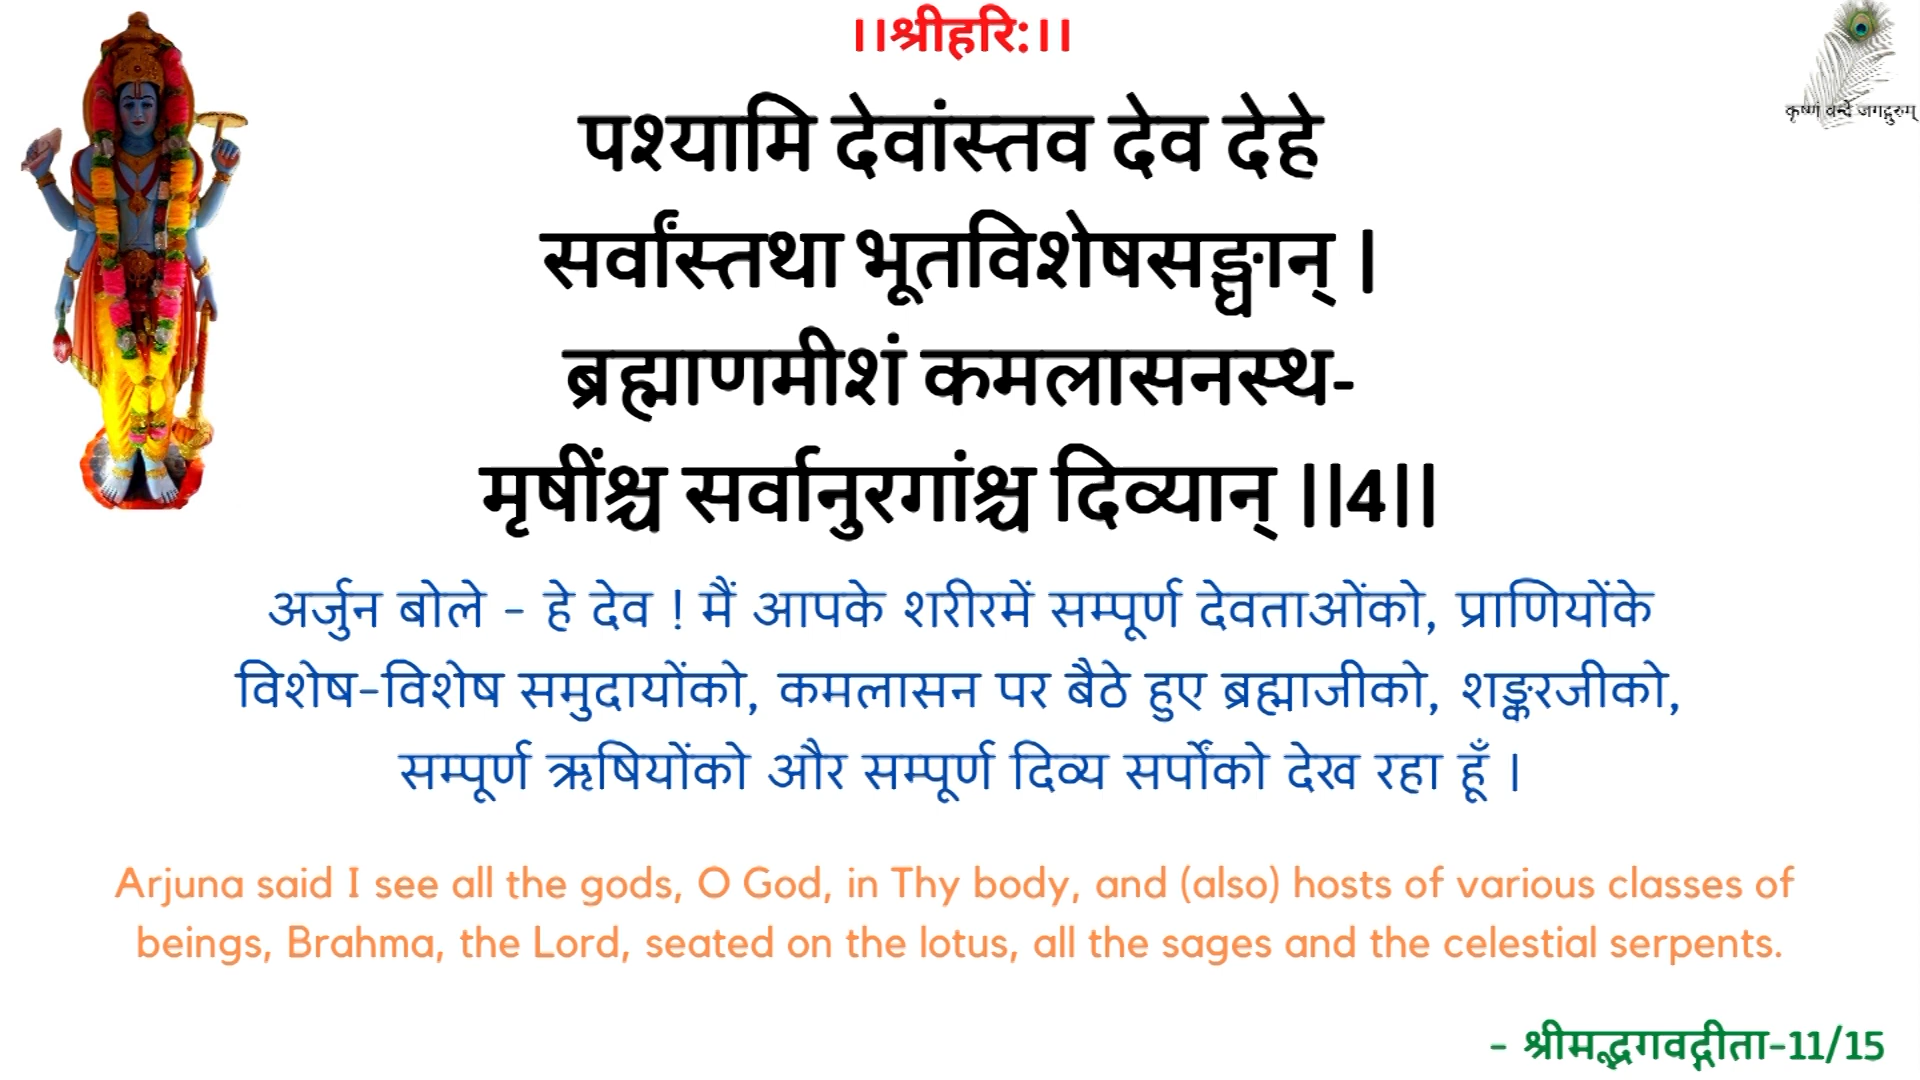 ।।श्रीहरि:।।
कृष्णं वन्दे जगद्गुरुम्
पश्यामि देवांस्तव देव देहे
सर्वांस्तथा भूतविशेषसङ्घान् |
ब्रह्माणमीशं कमलासनस्थ-
मृषींश्च सर्वानुरगांश्च दिव्यान् ||4||
अर्जुन बोले - हे देव ! मैं आपके शरीरमें सम्पूर्ण देवताओंको, प्राणियोंके
विशेष-विशेष समुदायोंको, कमलासन पर बैठे हुए ब्रह्माजीको, शङ्करजीको,
सम्पूर्ण ऋषियोंको और सम्पूर्ण दिव्य सर्पोंको देख रहा हूँ ।
Arjuna said I see all the gods, O God, in Thy body, and (also) hosts of various classes of
beings, Brahma, the Lord, seated on the lotus, all the sages and the celestial serpents.
- श्रीमद्भगवद्गीता-11/15